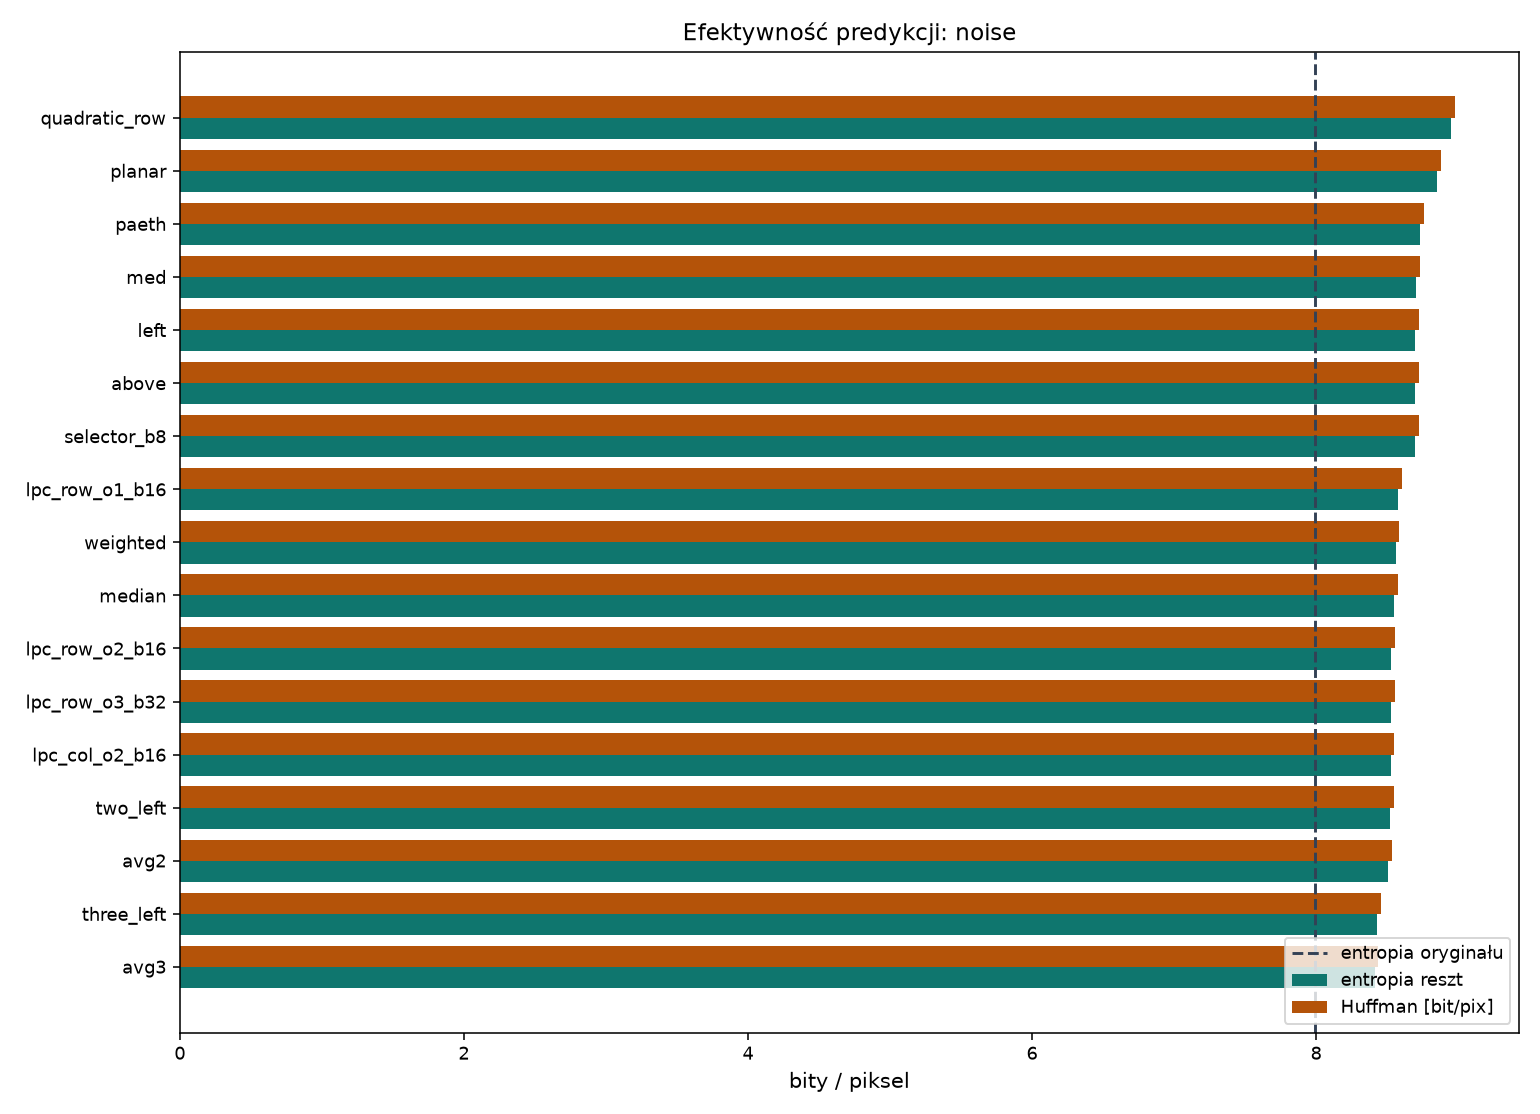 Efektywność predykcji: noise
quadratic_row
planar
paeth
med
left
above
selector_b8
lpc_row_o1_b16
weighted
median
lpc_row_o2_b16
lpc_row_o3_b32
lpc_col_o2_b16
two_left
avg2
three_left
avg3
entropia oryginału
entropia reszt
Huffman [bit/pix]
0 2 4 6 8
bity / piksel